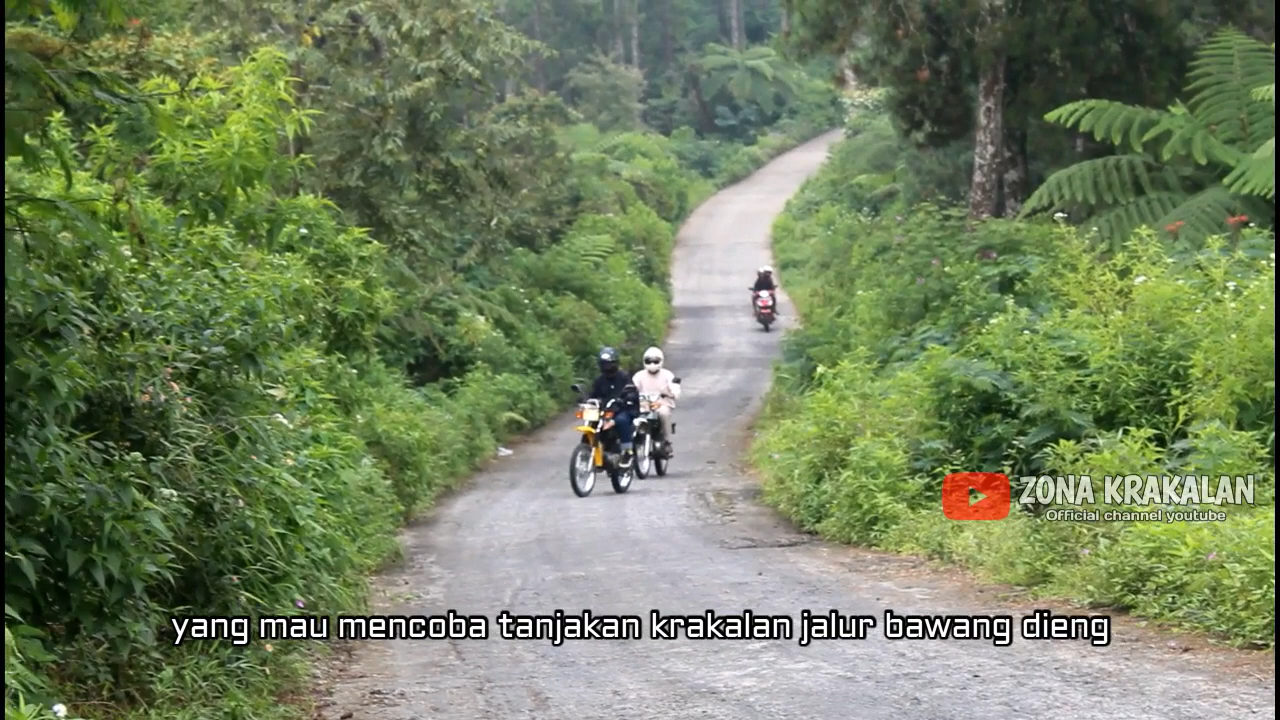 ZONA KRAKALAN
Official channel youtube
yang mau mencoba tanjakan krakalan jalur bawang dieng